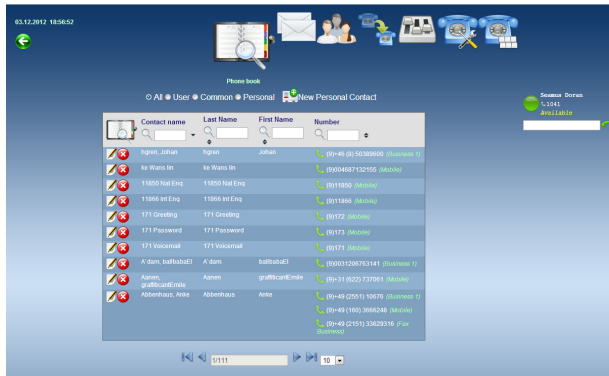 03.12.2012 18:56:52
Phone book
All User Common Personal New Personal Contact
Seamus Doran
1041
Available
Contact name Last Name First Name Number
hgren, Johan hgren Johan (9)+46 (8) 50389600 (Business 1)
ke Wans lin ke Wans lin (9)004687132155 (Mobile)
11850 Nat Enq 11850 Nat Enq (9)11850 (Mobile)
11866 Int Enq 11866 Int Enq (9)11866 (Mobile)
171 Greeting 171 Greeting (9)172 (Mobile)
171 Password 171 Password (9)173 (Mobile)
171 Voicemail 171 Voicemail (9)171 (Mobile)
A'dam, ballbabaEl A'dam ballbabaEl (9)0031206763141 (Business 1)
Aanen, Aanen graffiticantEmile (9)+31 (622) 737061 (Mobile)
graffiticantEmile
Abbenhaus, Anke Abbenhaus Anke (9)+49 (2551) 10676 (Business 1)
(9)+49 (160) 3666248 (Mobile)
(9)+49 (2151) 33629316 (Fax
Business)
1/111 10